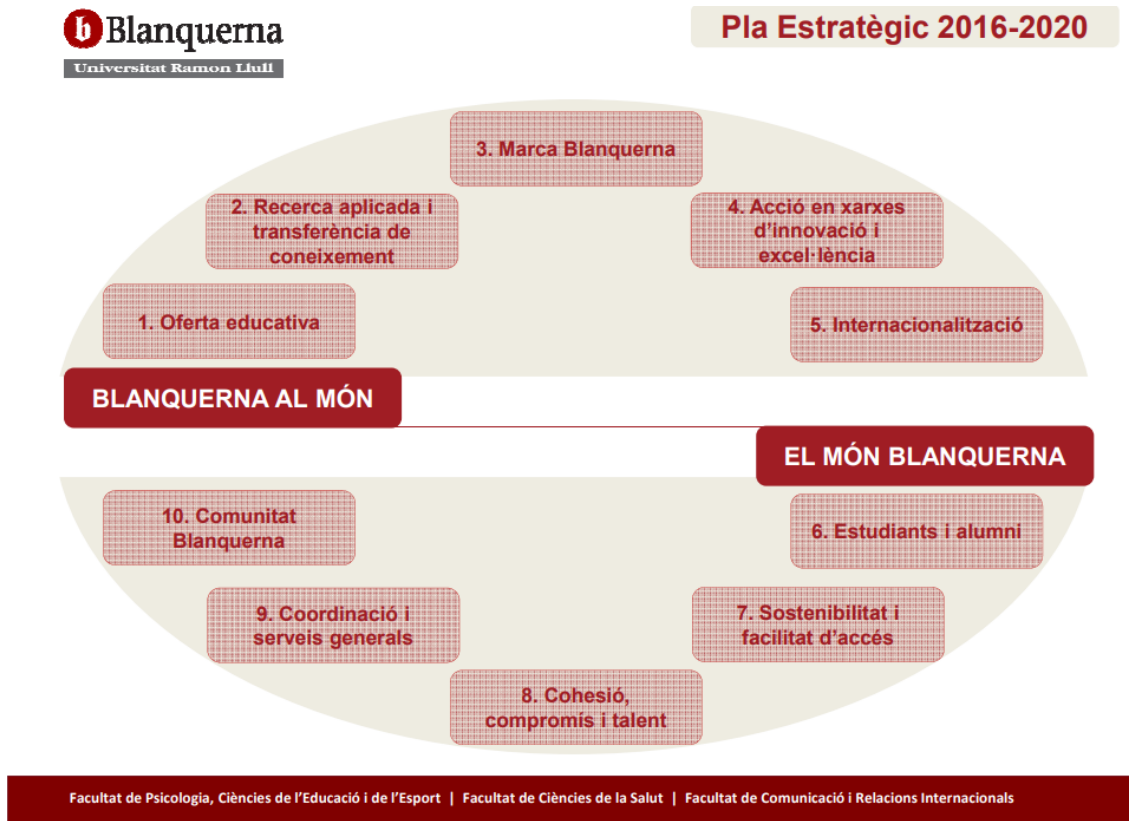 Blanquerna
Universitat Ramon Llull
Pla Estratègic 2016-2020
3. Marca Blanquerna
2. Recerca aplicada i
transferència de
coneixement
4. Acció en xarxes
d’innovació i
excel·lència
1. Oferta educativa
5. Internacionalització
BLANQUERNA AL MÓN
EL MÓN BLANQUERNA
10. Comunitat
Blanquerna
6. Estudiants i alumni
9. Coordinació i
serveis generals
7. Sostenibilitat i
facilitat d’accés
8. Cohesió,
compromís i talent
Facultat de Psicologia, Ciències de l’Educació i de l’Esport | Facultat de Ciències de la Salut | Facultat de Comunicació i Relacions Internacionals